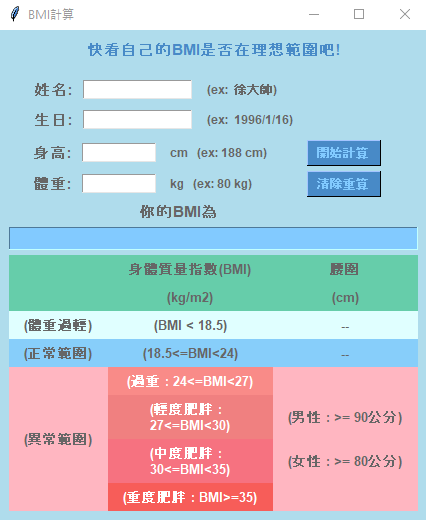 BMI計算
快看自己的BMI是否在理想範圍吧!
姓名: (ex: 徐大帥)
生日: (ex: 1996/1/16)
身高: cm (ex: 188 cm) 開始計算
體重: kg (ex: 80 kg) 清除重算
你的BMI為
身體質量指數(BMI) 腰圍
(kg/m2) (cm)
(體重過輕) (BMI < 18.5) --
(正常範圍) (18.5<=BMI<24) --
(過重 : 24<=BMI<27)
(輕度肥胖 :
27<=BMI<30)
(男性 : >= 90公分)
(異常範圍)
(中度肥胖 :
30<=BMI<35)
(女性 : >= 80公分)
(重度肥胖 : BMI>=35)